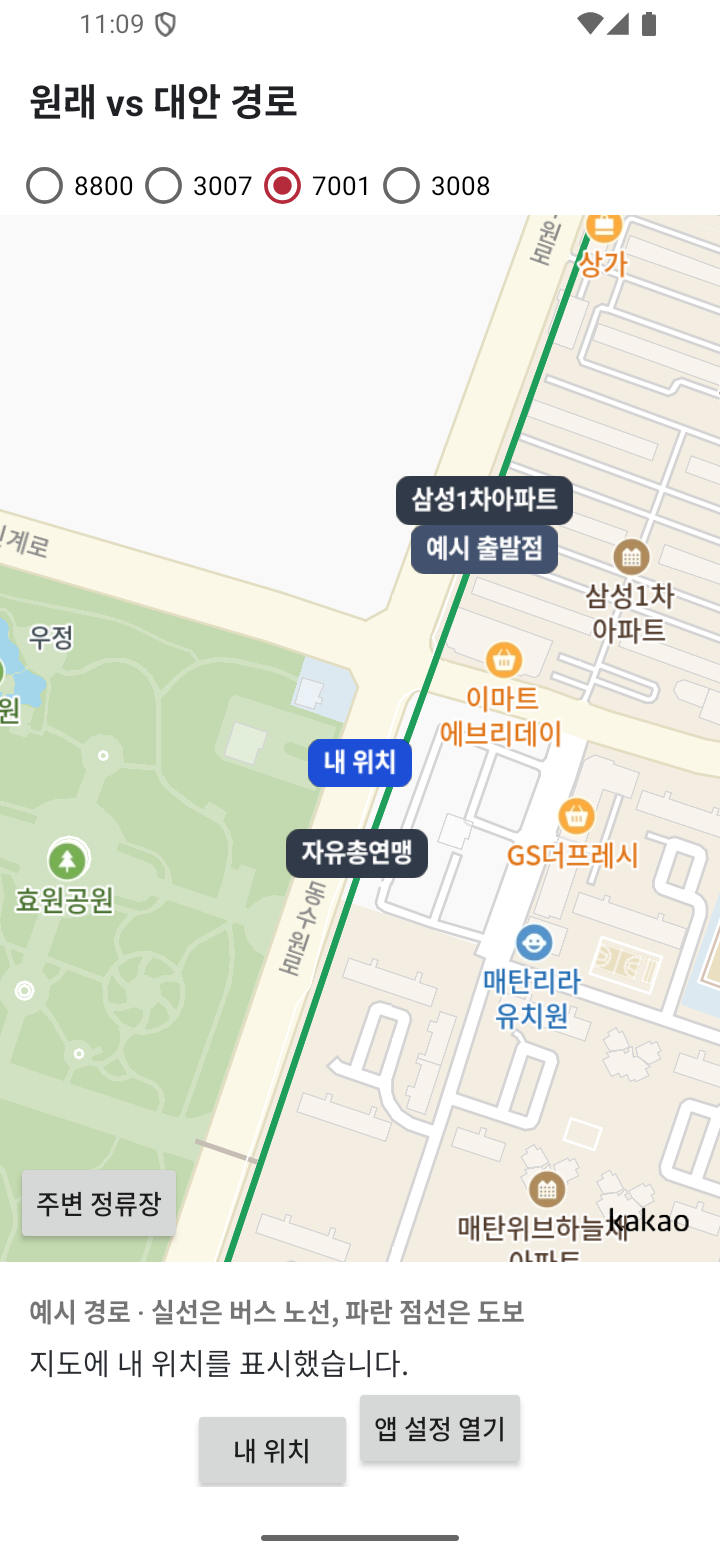 11:09
원래 vs 대안 경로
8800 3007 7001 3008
상가
삼성1차아파트
예시 출발점
삼성1차
아파트
우정
이마트
에브리데이
내 위치
GS더프레시
자유총연맹
효원공원
동수원로
매탄리라
유치원
주변 정류장
매탄위브하늘채
아파트
kakao
예시 경로 · 실선은 버스 노선, 파란 점선은 도보
지도에 내 위치를 표시했습니다.
앱 설정 열기
내 위치